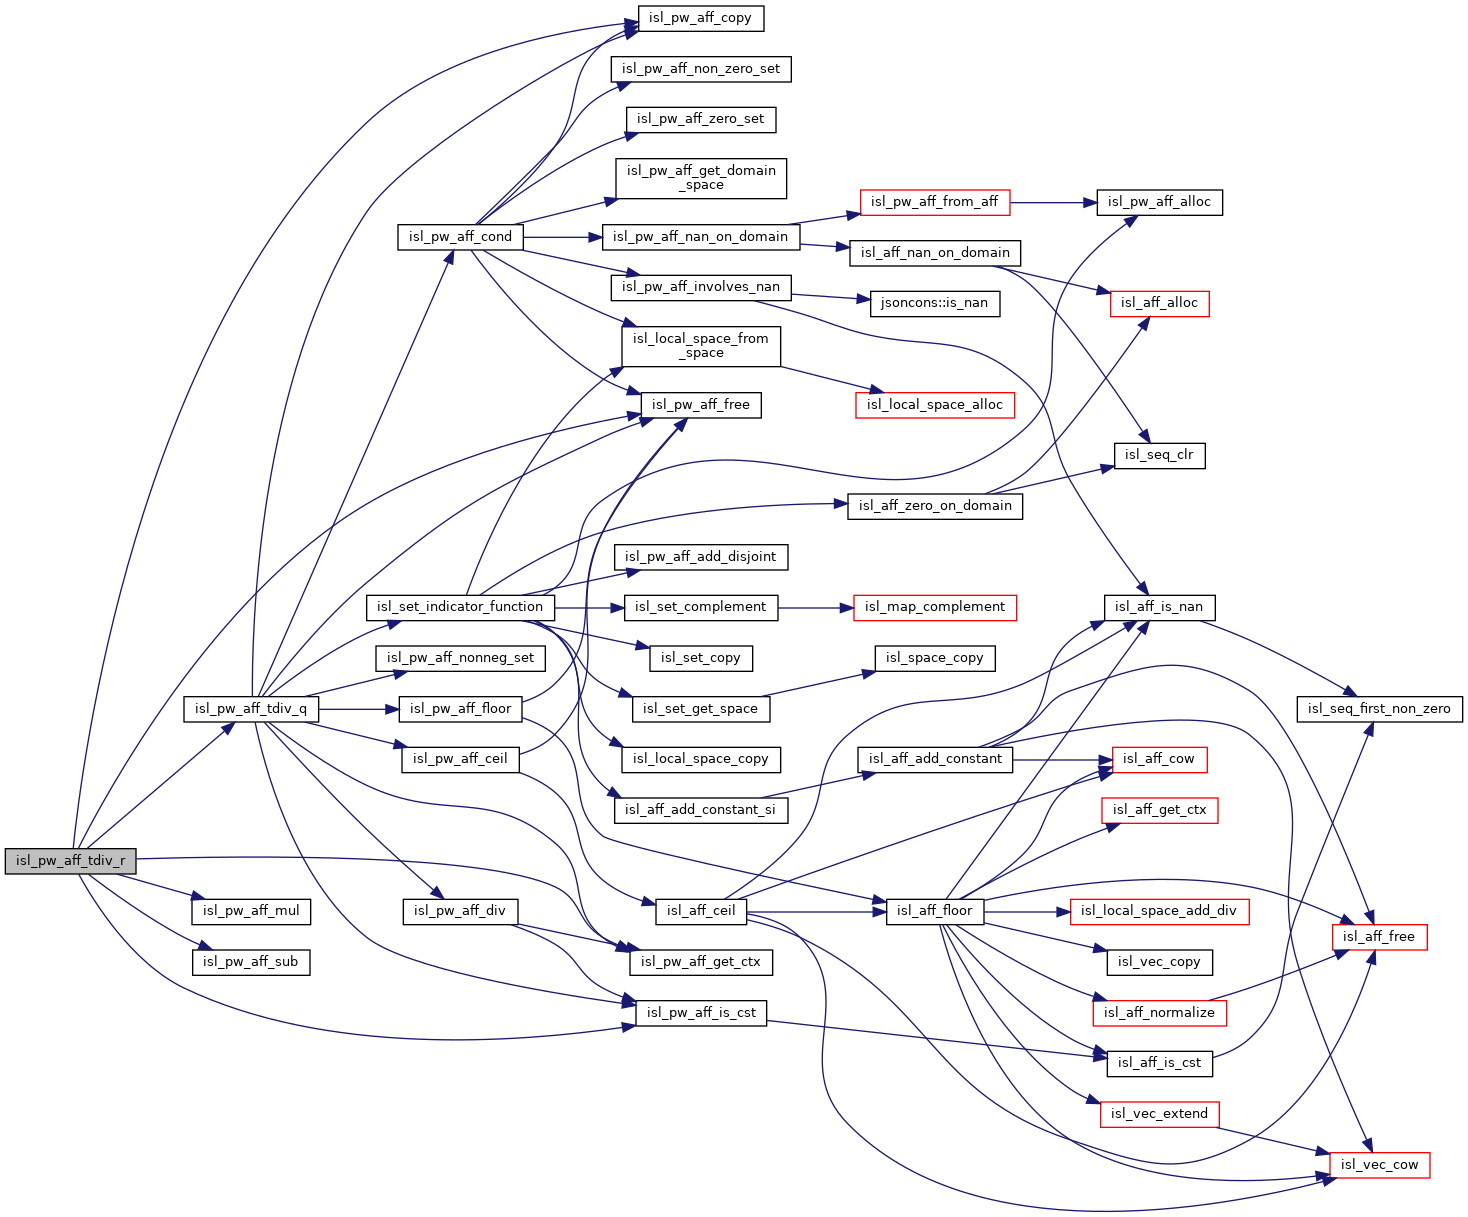 isl_pw_aff_copy
isl_pw_aff_non_zero_set
isl_pw_aff_zero_set
isl_pw_aff_get_domain
_space
isl_pw_aff_from_aff
isl_pw_aff_alloc
isl_pw_aff_cond
isl_pw_aff_nan_on_domain
isl_aff_nan_on_domain
isl_pw_aff_involves_nan
jsoncons::is_nan
isl_aff_alloc
isl_local_space_from
_space
isl_pw_aff_free
isl_local_space_alloc
isl_seq_clr
isl_aff_zero_on_domain
isl_pw_aff_add_disjoint
isl_set_indicator_function
isl_set_complement
isl_map_complement
isl_aff_is_nan
isl_pw_aff_nonneg_set
isl_set_copy
isl_space_copy
isl_pw_aff_tdiv_q
isl_pw_aff_floor
isl_set_get_space
isl_seq_first_non_zero
isl_pw_aff_ceil
isl_local_space_copy
isl_aff_add_constant
isl_aff_cow
isl_aff_add_constant_si
isl_aff_get_ctx
isl_pw_aff_tdiv_r
isl_pw_aff_mul
isl_pw_aff_div
isl_aff_ceil
isl_aff_floor
isl_local_space_add_div
isl_aff_free
isl_pw_aff_sub
isl_pw_aff_get_ctx
isl_vec_copy
isl_pw_aff_is_cst
isl_aff_normalize
isl_aff_is_cst
isl_vec_extend
isl_vec_cow